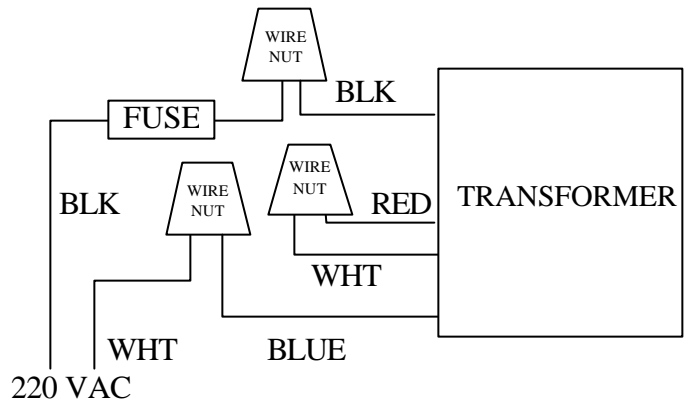 WIRE
NUT
BLK
FUSE
WIRE
NUT
WIRE
NUT
BLK
RED
TRANSFORMER
WHT
WHT
BLUE
220 VAC